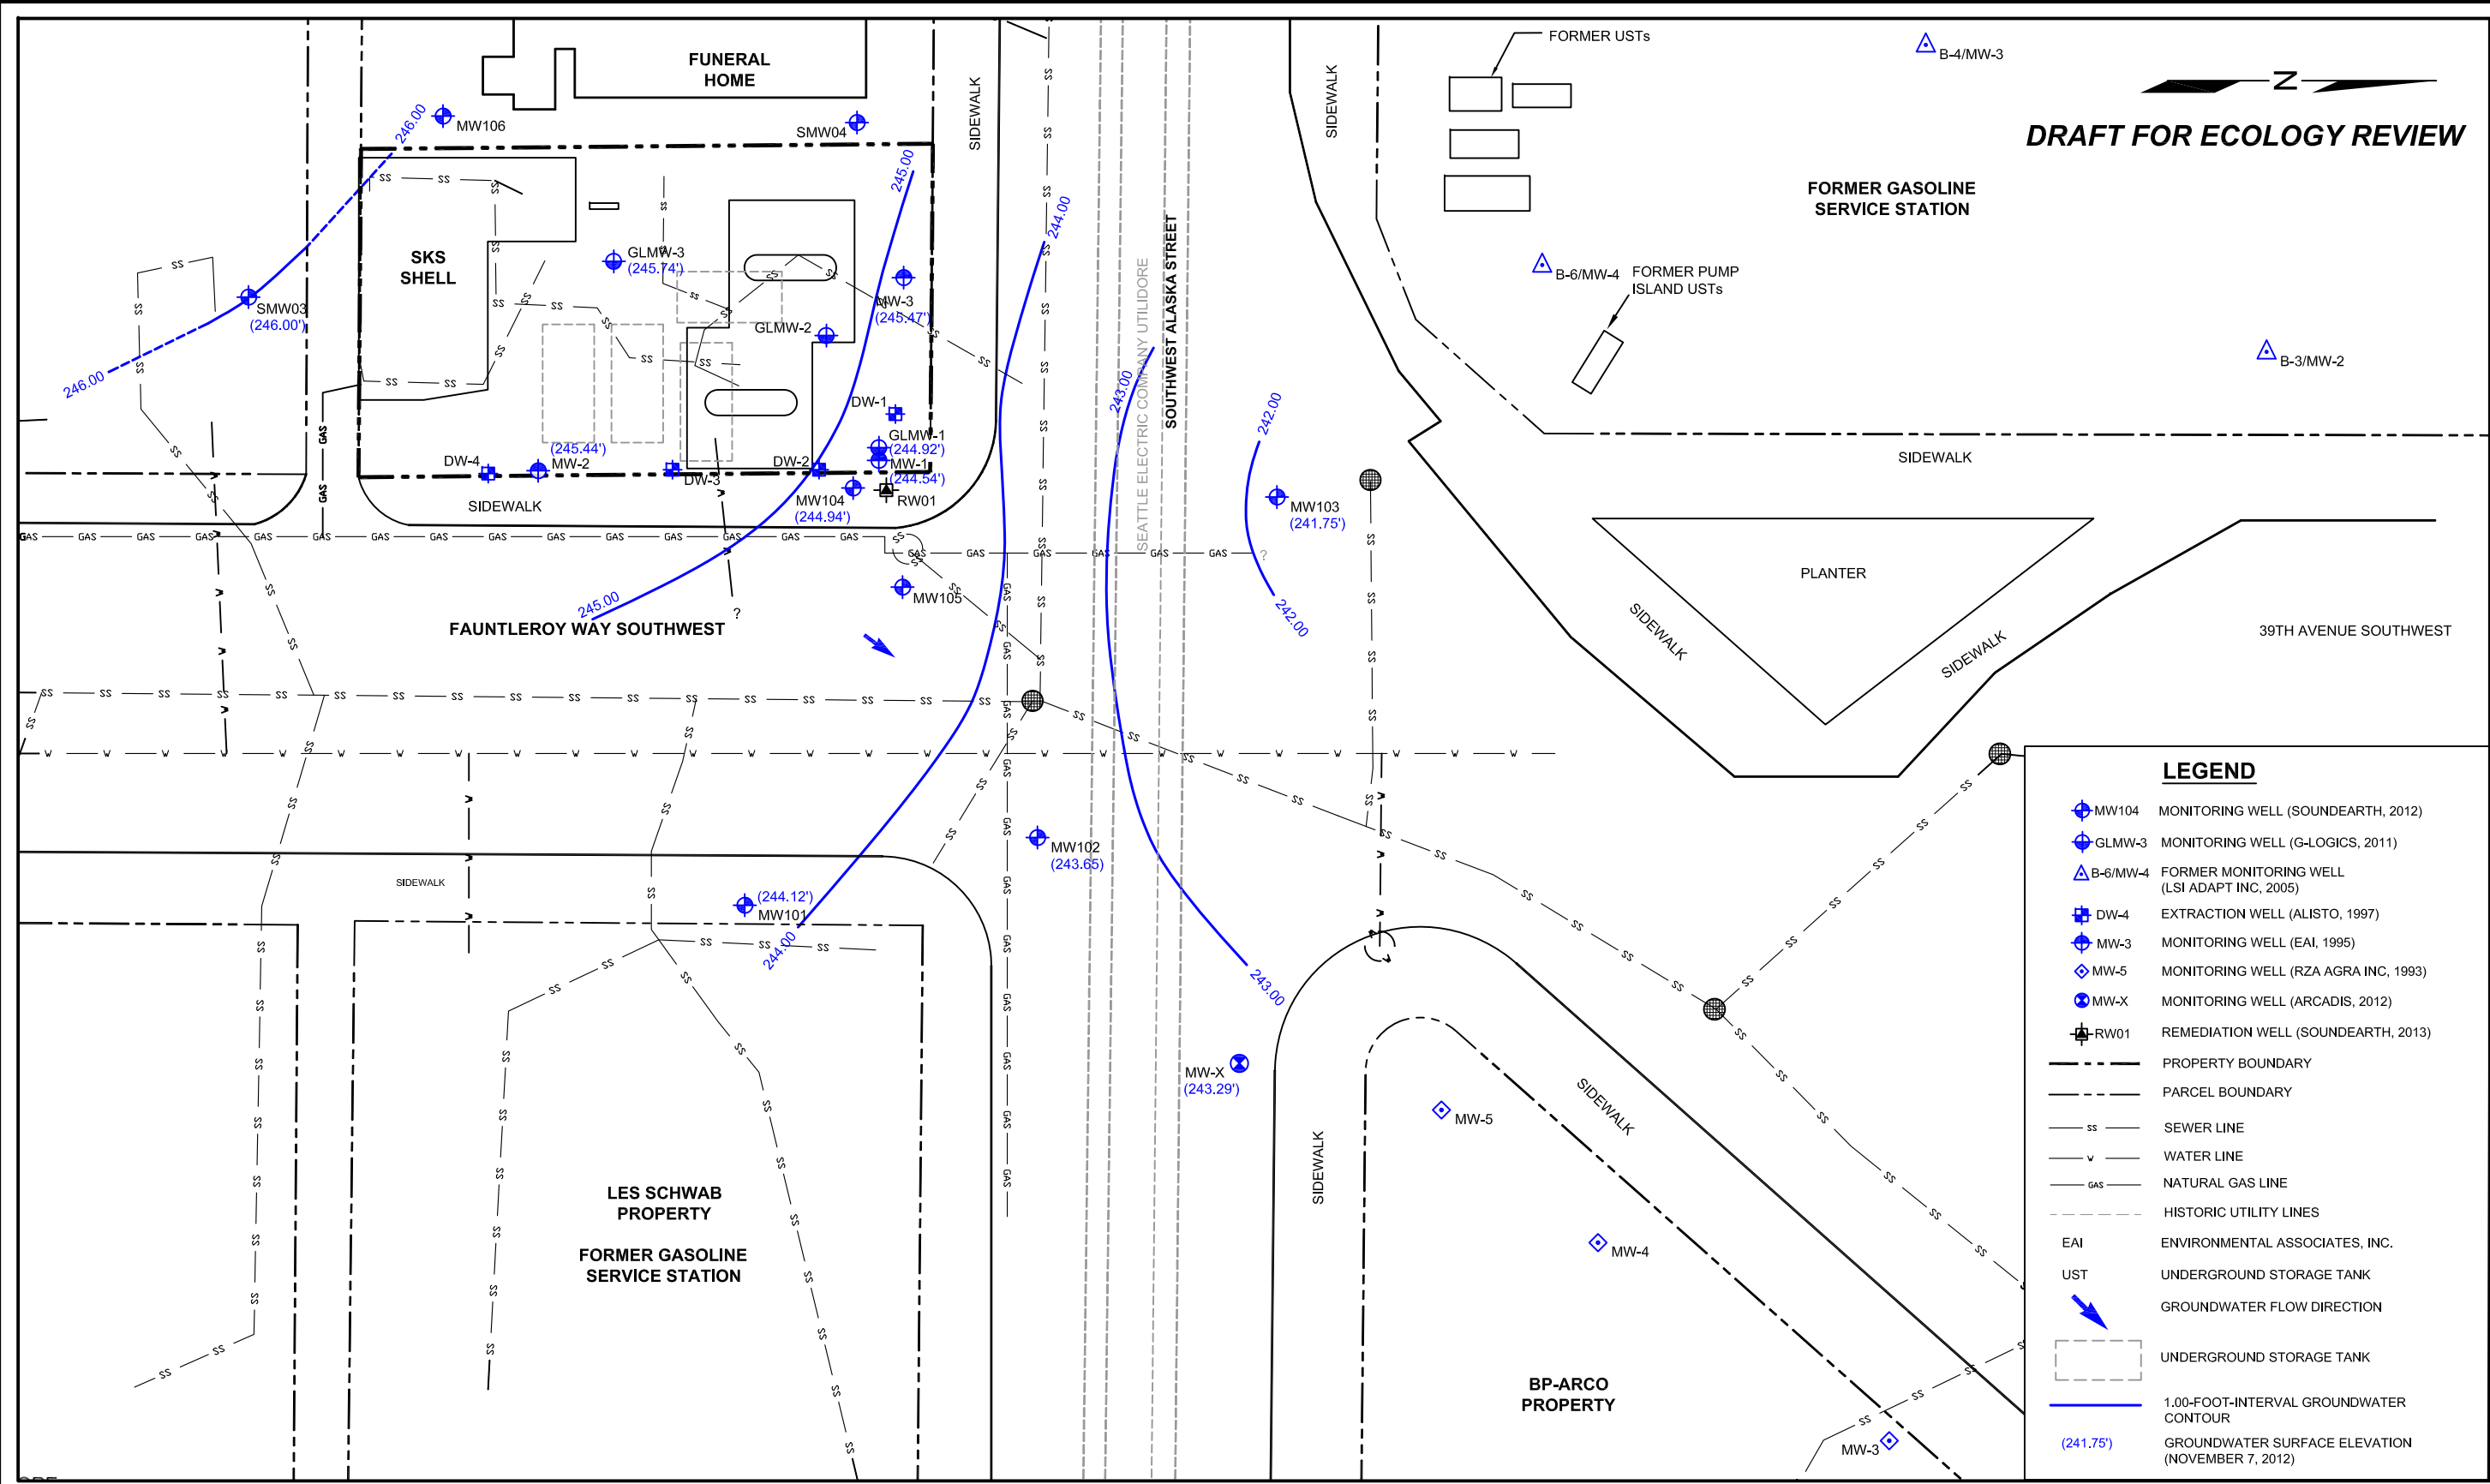 FUNERAL
HOME
SIDEWALK
SIDEWALK
FORMER USTs
B-4/MW-3
N
DRAFT FOR ECOLOGY REVIEW
FORMER GASOLINE
SERVICE STATION
246.00
MW106
SMW04
245.00
244.00
SKS
SHELL
GLMW-3
(245.74')
MW-3
(245.47')
GLMW-2
SMW03
(246.00')
246.00
SOUTHWEST ALASKA STREET
SEATTLE ELECTRIC COMPANY UTILIDORE
243.00
242.00
B-6/MW-4
FORMER PUMP
ISLAND USTs
B-3/MW-2
DW-1
GLMW-1
(244.92')
MW-1
(244.54')
(245.44')
MW-2
DW-4
DW-3
DW-2
MW104
(244.94')
RW01
SIDEWALK
MW103
(241.75')
SIDEWALK
GAS
GAS
?
?
MW105
245.00
242.00
FAUNTLEROY WAY SOUTHWEST
PLANTER
SIDEWALK
SIDEWALK
39TH AVENUE SOUTHWEST
SS
W
GAS
MW102
(243.65)
SIDEWALK
(244.12')
MW101
244.00
243.00
MW-X
(243.29')
MW-5
SIDEWALK
SIDEWALK
MW-4
MW-3
LES SCHWAB
PROPERTY
FORMER GASOLINE
SERVICE STATION
BP-ARCO
PROPERTY
LEGEND
MW104 MONITORING WELL (SOUNDEARTH, 2012)
GLMW-3 MONITORING WELL (G-LOGICS, 2011)
B-6/MW-4 FORMER MONITORING WELL
(LSI ADAPT INC, 2005)
DW-4 EXTRACTION WELL (ALISTO, 1997)
MW-3 MONITORING WELL (EAI, 1995)
MW-5 MONITORING WELL (RZA AGRA INC, 1993)
MW-X MONITORING WELL (ARCADIS, 2012)
RW01 REMEDIATION WELL (SOUNDEARTH, 2013)
PROPERTY BOUNDARY
PARCEL BOUNDARY
SS SEWER LINE
W WATER LINE
GAS NATURAL GAS LINE
HISTORIC UTILITY LINES
EAI ENVIRONMENTAL ASSOCIATES, INC.
UST UNDERGROUND STORAGE TANK
GROUNDWATER FLOW DIRECTION
UNDERGROUND STORAGE TANK
1.00-FOOT-INTERVAL GROUNDWATER
CONTOUR
(241.75') GROUNDWATER SURFACE ELEVATION
(NOVEMBER 7, 2012)